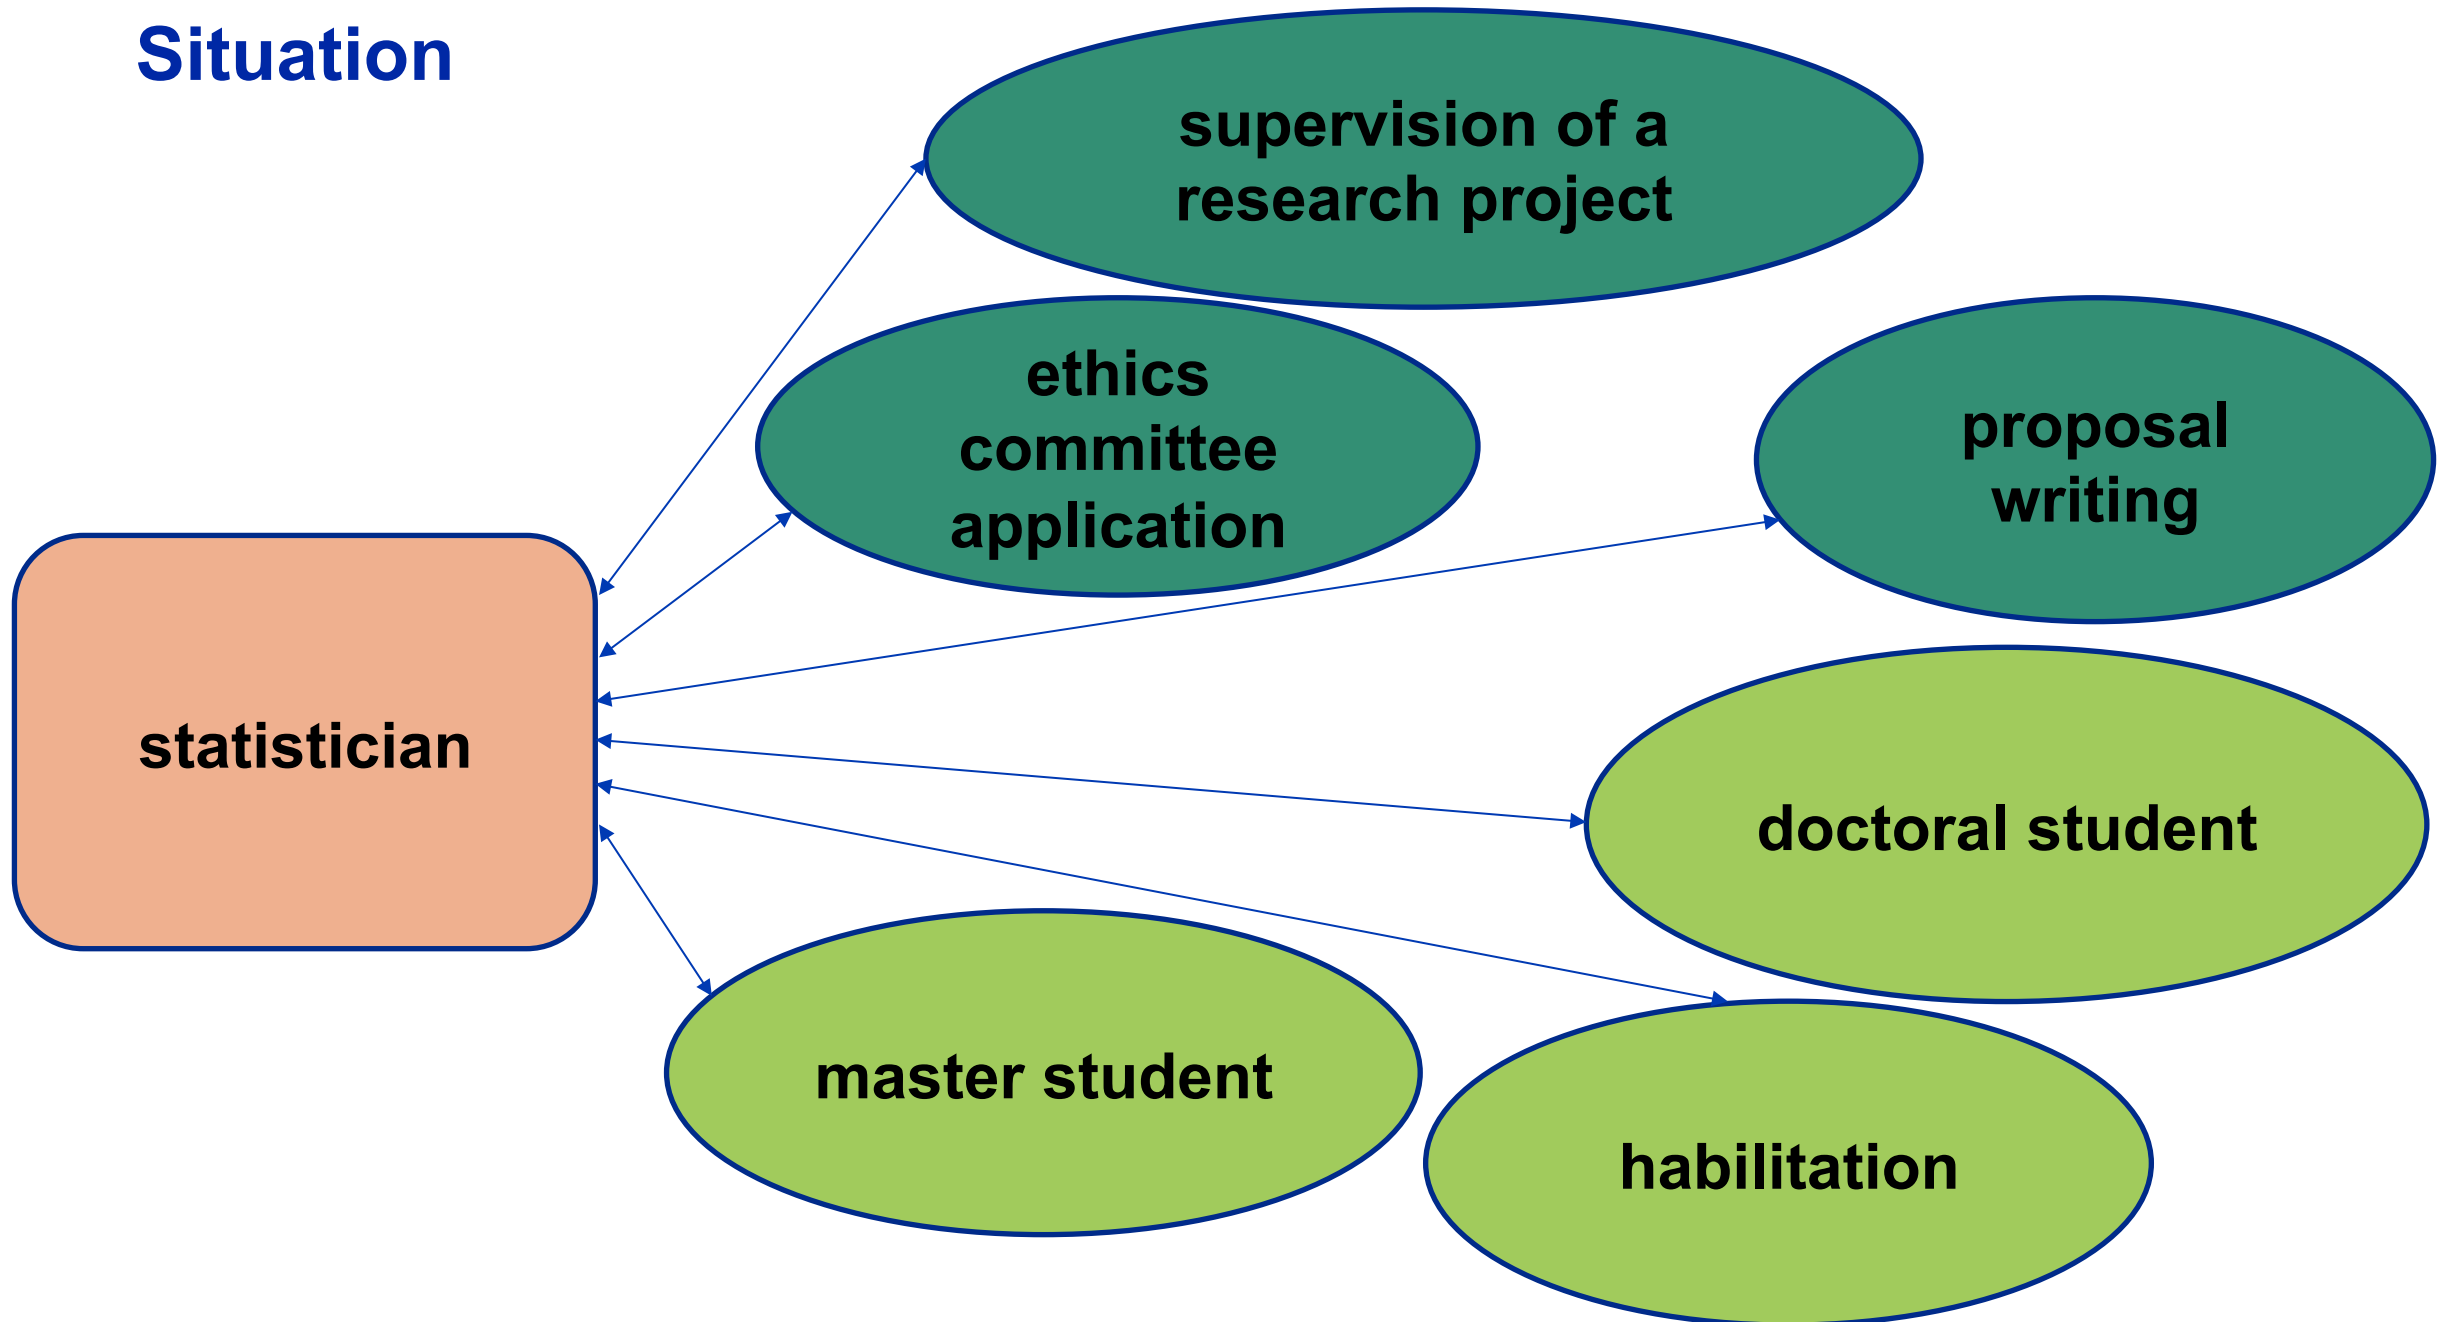 Situation
supervision of a
research project
ethics
committee
application
proposal
writing
statistician
doctoral student
master student
habilitation